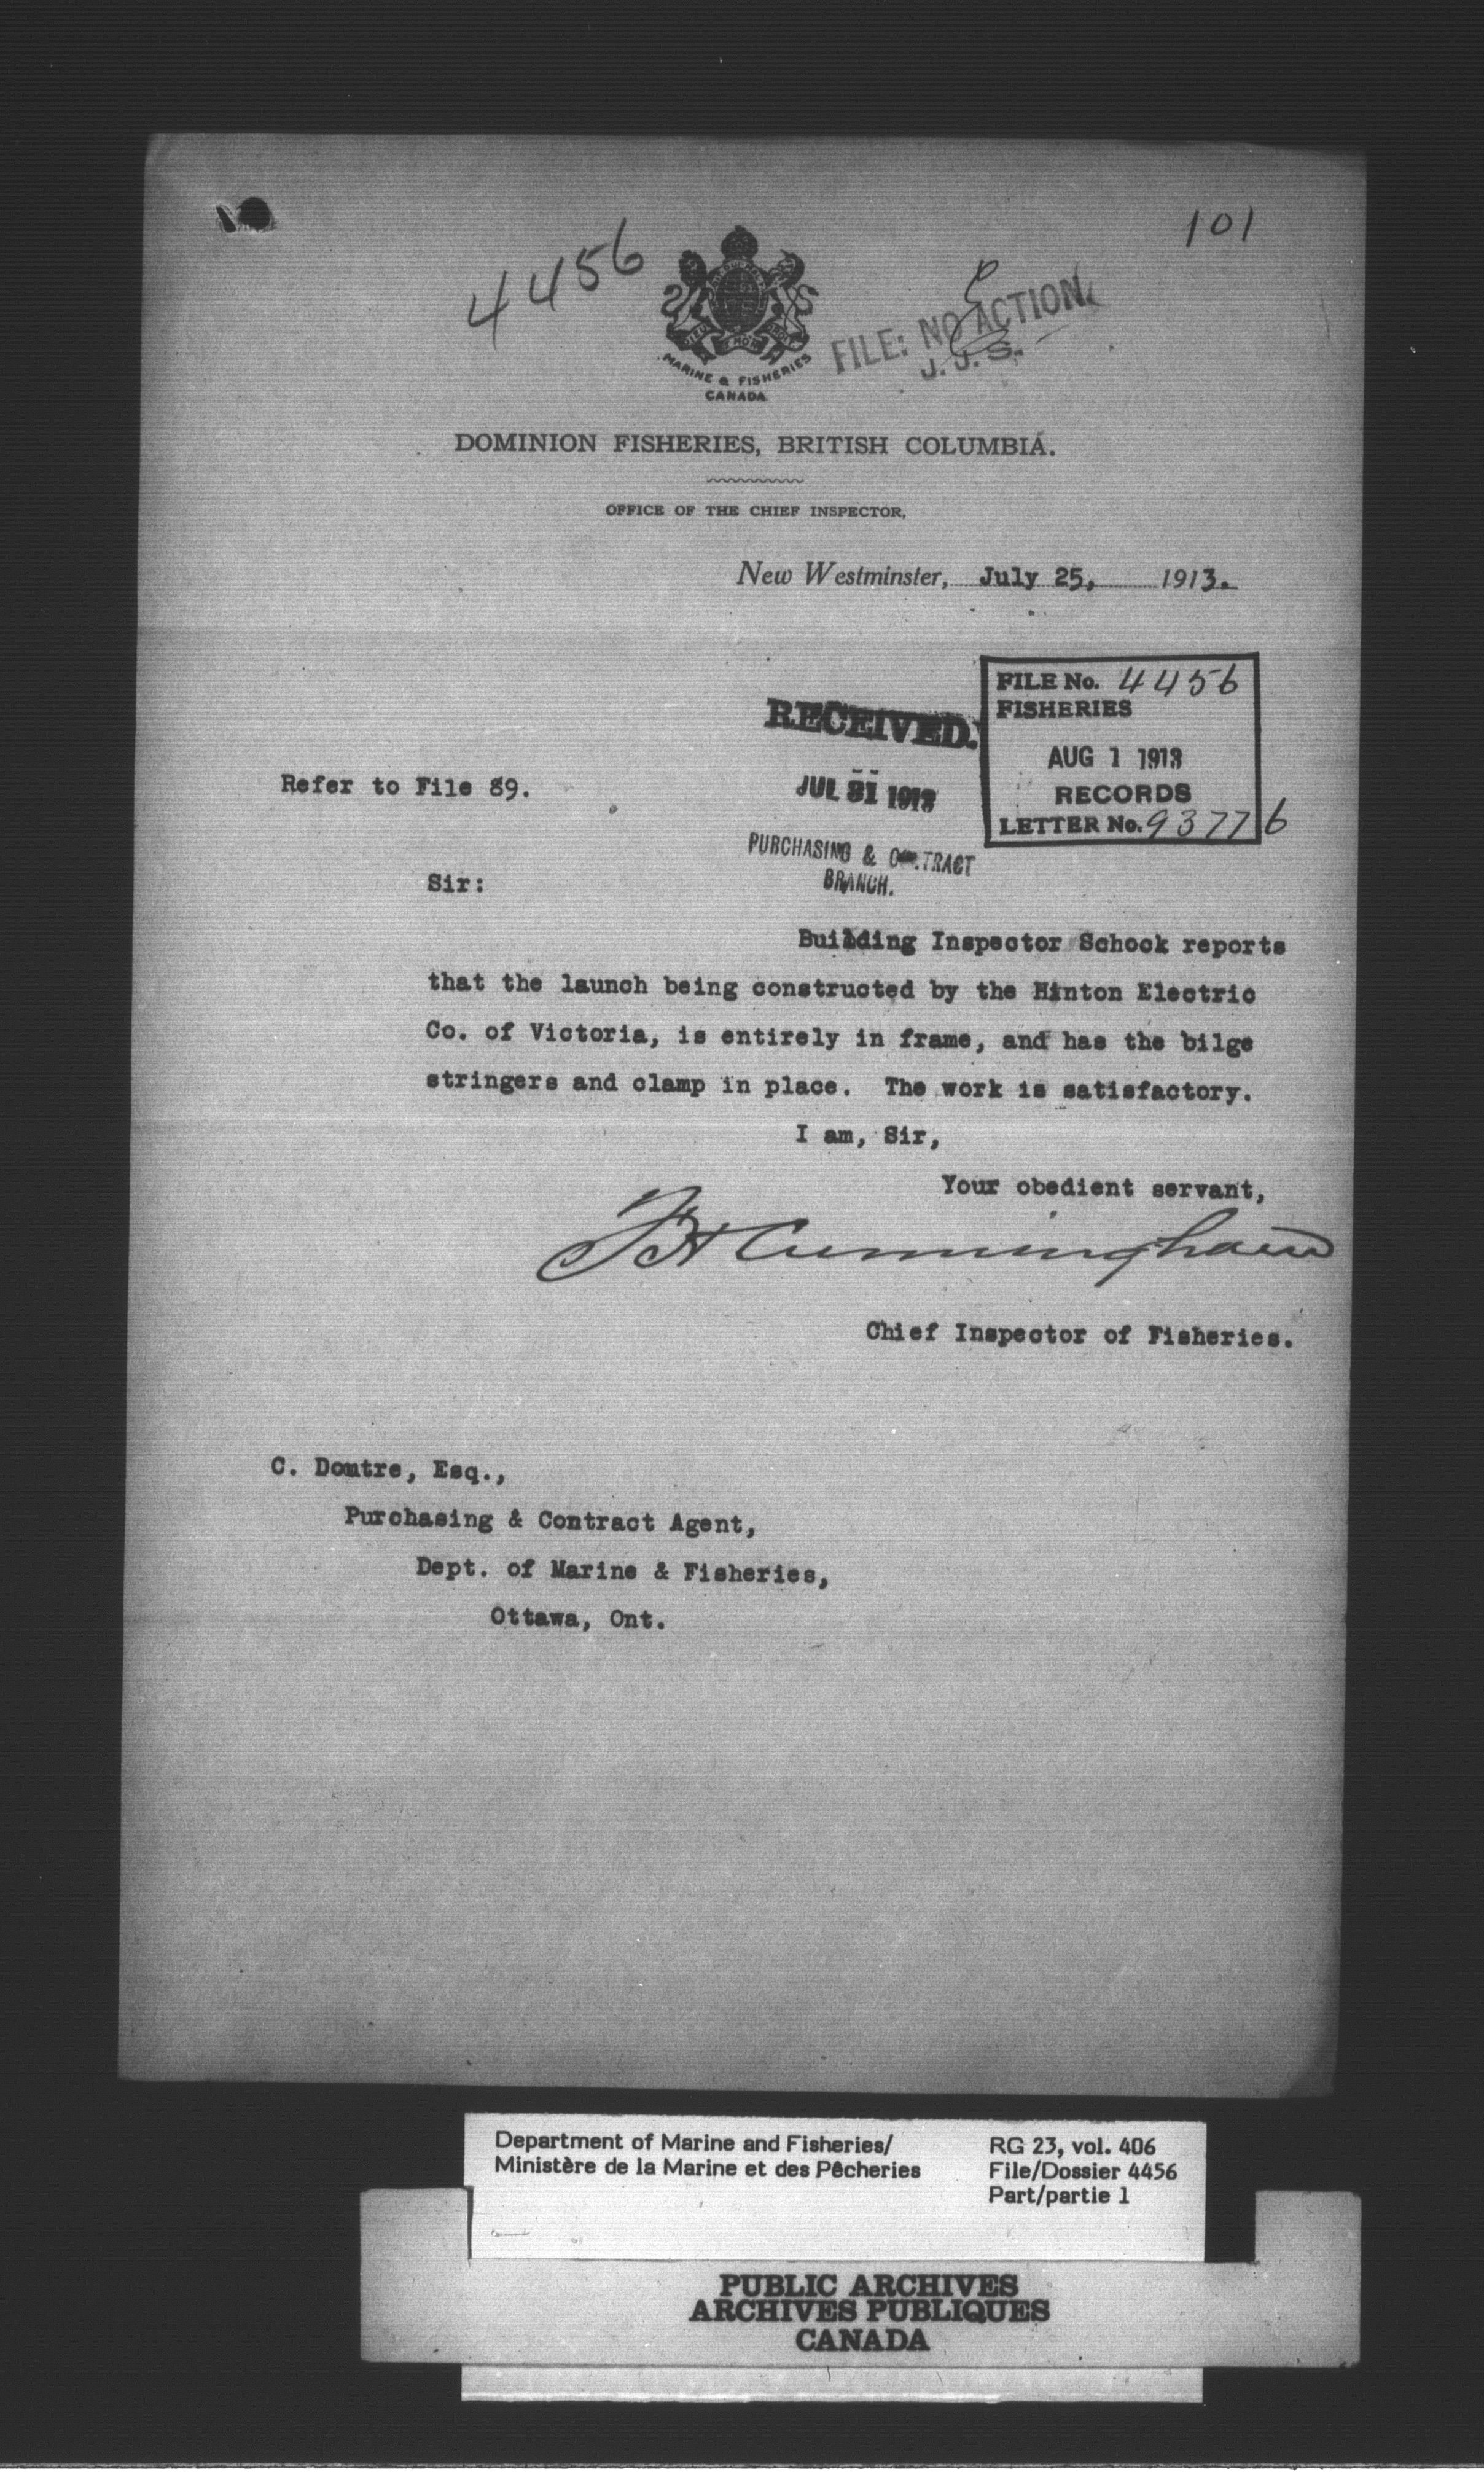 101
4456
DIEU ET MON DROIT
MARINE & FISHERIES
CANADA
FILE: NO ACTION.
J. J. S.
DOMINION FISHERIES, BRITISH COLUMBIA.
OFFICE OF THE CHIEF INSPECTOR,
New Westminster, July 25, 1913.
FILE No. 4456
FISHERIES
AUG 1 1913
RECORDS
LETTER No. 93776
RECEIVED.
JUL 31 1913
PURCHASING & CONTRACT
BRANCH.
Refer to File 89.
Sir:
Building Inspector Schock reports
that the launch being constructed by the Hinton Electric
Co. of Victoria, is entirely in frame, and has the bilge
stringers and clamp in place. The work is satisfactory.
I am, Sir,
Your obedient servant,
F H Cunningham
Chief Inspector of Fisheries.
C. Doutre, Esq.,
Purchasing & Contract Agent,
Dept. of Marine & Fisheries,
Ottawa, Ont.
Department of Marine and Fisheries/
Ministère de la Marine et des Pêcheries
RG 23, vol. 406
File/Dossier 4456
Part/partie 1
PUBLIC ARCHIVES
ARCHIVES PUBLIQUES
CANADA